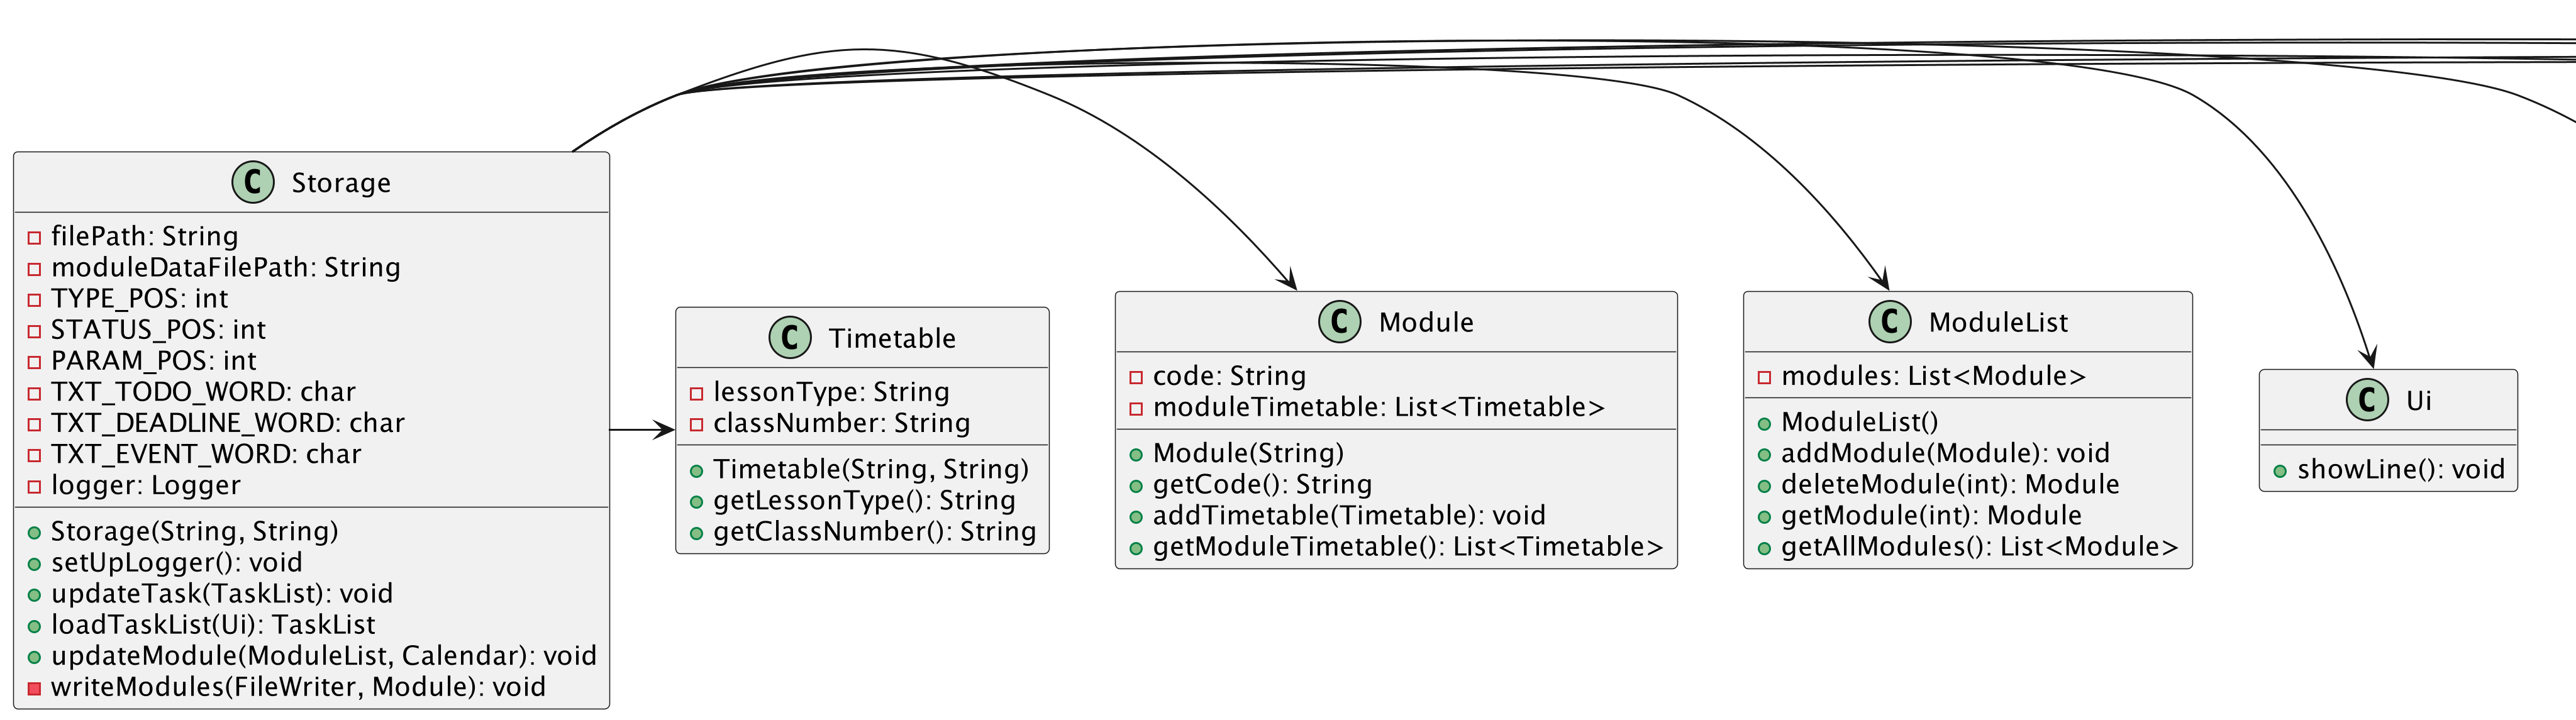 C Storage
filePath: String
moduleDataFilePath: String
TYPE_POS: int
STATUS_POS: int
PARAM_POS: int
TXT_TODO_WORD: char
TXT_DEADLINE_WORD: char
TXT_EVENT_WORD: char
logger: Logger
Storage(String, String)
setUpLogger(): void
updateTask(TaskList): void
loadTaskList(Ui): TaskList
updateModule(ModuleList, Calendar): void
writeModules(FileWriter, Module): void
C Timetable
lessonType: String
classNumber: String
Timetable(String, String)
getLessonType(): String
getClassNumber(): String
C Module
code: String
moduleTimetable: List<Timetable>
Module(String)
getCode(): String
addTimetable(Timetable): void
getModuleTimetable(): List<Timetable>
C ModuleList
modules: List<Module>
ModuleList()
addModule(Module): void
deleteModule(int): Module
getModule(int): Module
getAllModules(): List<Module>
C Ui
showLine(): void